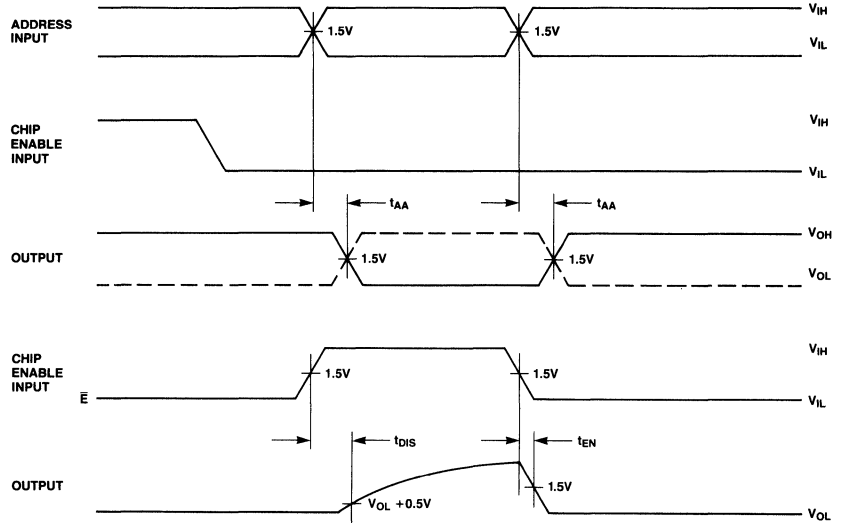 ADDRESS
INPUT
1.5V
1.5V
VIH
VIL
CHIP
ENABLE
INPUT
VIH
VIL
tAA
tAA
OUTPUT
1.5V
1.5V
VOH
VOL
CHIP
ENABLE
INPUT
E̅
1.5V
1.5V
VIH
VIL
tDIS
tEN
OUTPUT
VOL +0.5V
1.5V
VOL